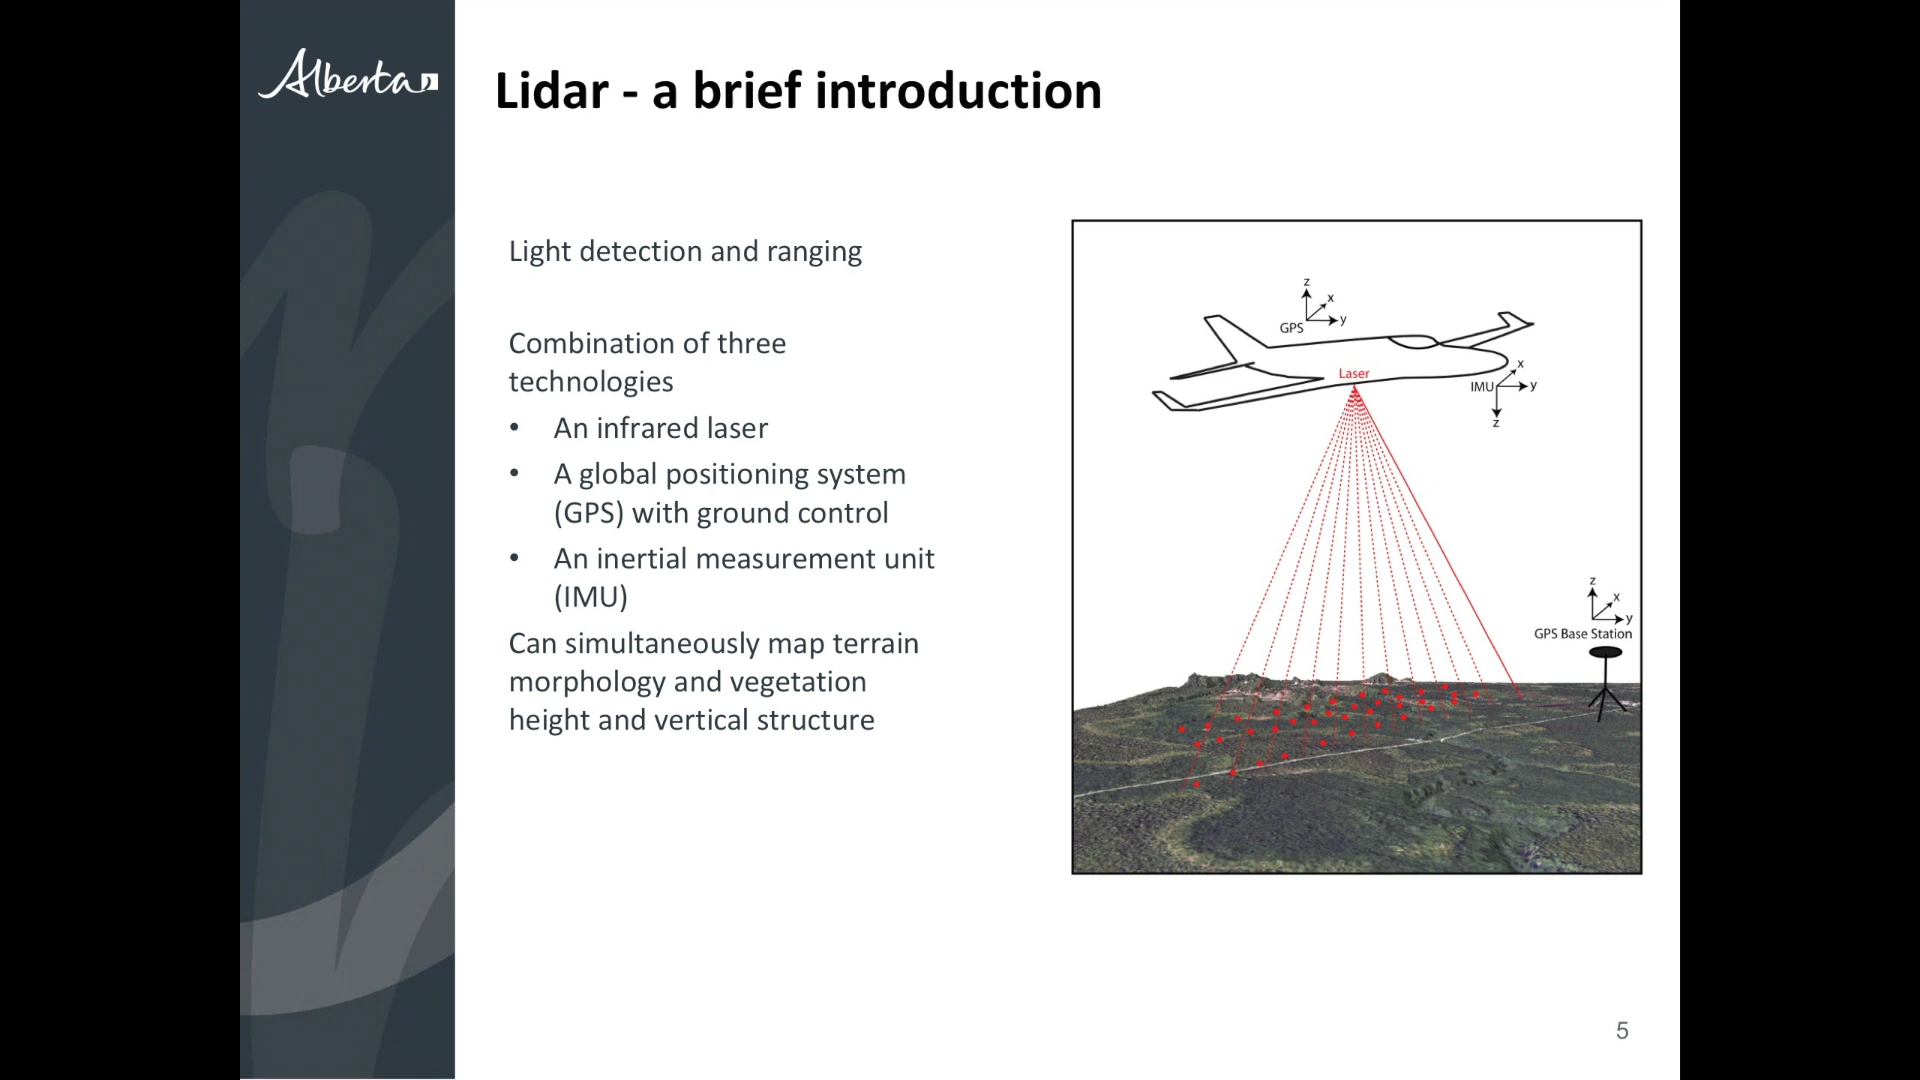 Alberta
Lidar - a brief introduction
Light detection and ranging
Combination of three
technologies
• An infrared laser
• A global positioning system
(GPS) with ground control
• An inertial measurement unit
(IMU)
Can simultaneously map terrain
morphology and vegetation
height and vertical structure
z
x
y
GPS
Laser
x
IMU
y
z
z
x
y
GPS Base Station
5